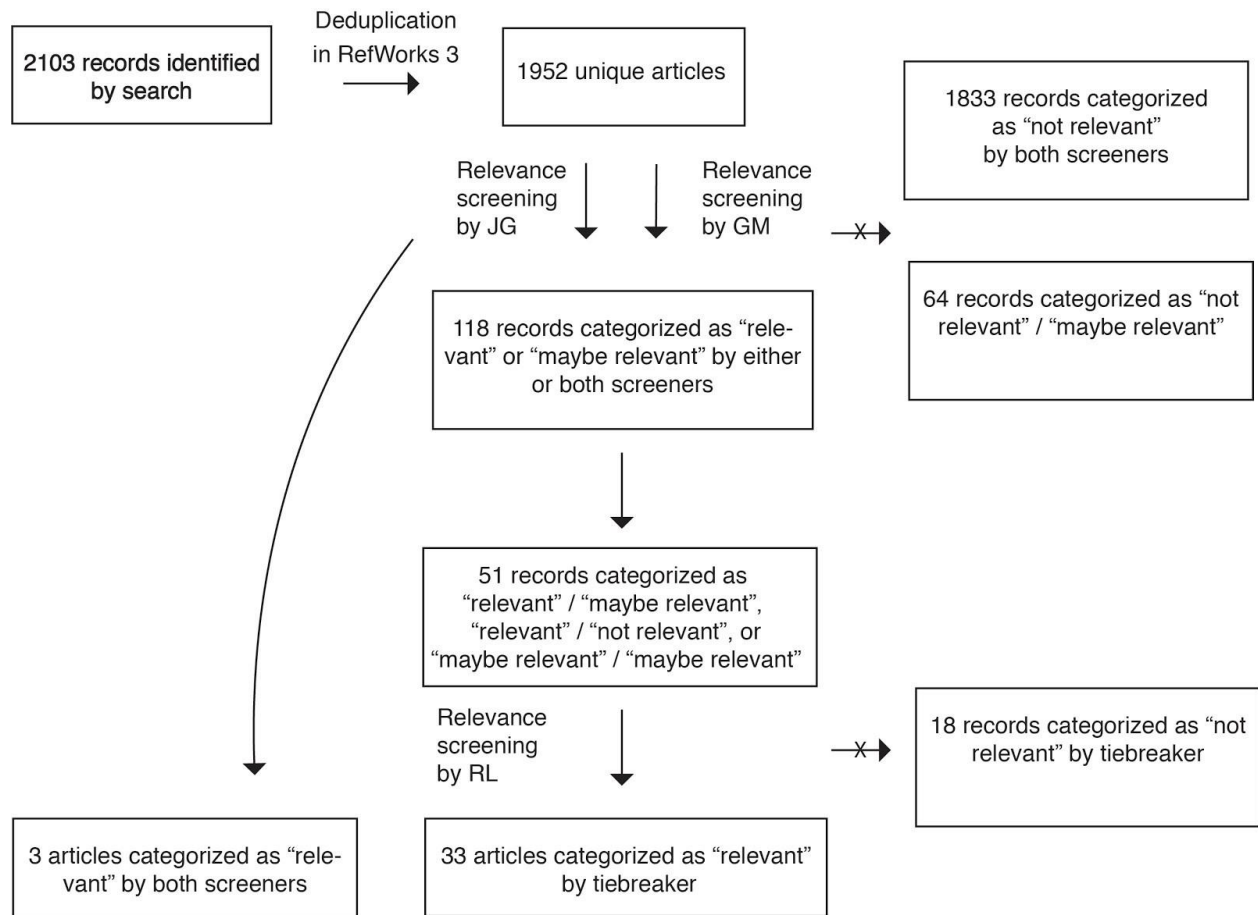 2103 records identified
by search
Deduplication
in RefWorks 3
1952 unique articles
1833 records categorized
as “not relevant”
by both screeners
Relevance
screening
by JG
Relevance
screening
by GM
X
64 records categorized as “not
relevant” / “maybe relevant”
118 records categorized as “rele-
vant” or “maybe relevant” by either
or both screeners
51 records categorized as
“relevant” / “maybe relevant”,
“relevant” / “not relevant”, or
“maybe relevant” / “maybe relevant”
Relevance
screening
by RL
X
18 records categorized as “not
relevant” by tiebreaker
3 articles categorized as “rele-
vant” by both screeners
33 articles categorized as “relevant”
by tiebreaker